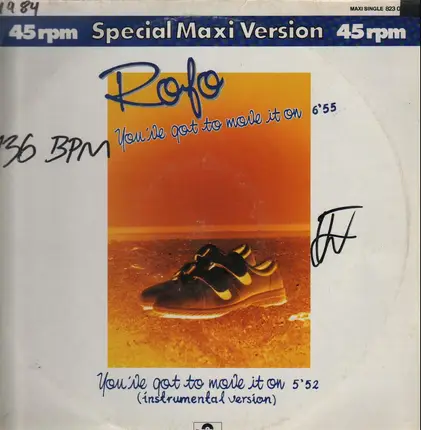 1984
MAXI SINGLE 823
45 rpm Special Maxi Version 45 rpm
Rofo
You've got to move it on 6'55
136 BPM
You've got to move it on 5'52
(instrumental version)